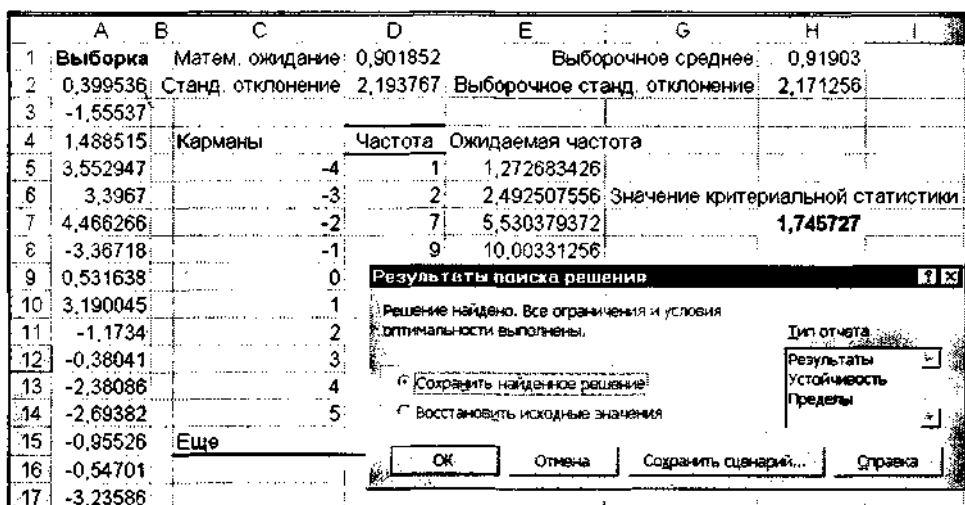 A B C D E G H I
1 Выборка Матем. ожидание 0,901852 Выборочное среднее 0,91903
2 0,399536 Станд. отклонение 2,193767 Выборочное станд. отклонение 2,171256
3 -1,55537
4 1,488515 Карманы Частота Ожидаемая частота
5 3,552947 -4 1 1,272683426
6 3,3967 -3 2 2,492507556 Значение критериальной статистики
7 4,466266 -2 7 5,530379372 1,745727
8 -3,36718 -1 9 10,00331256
9 0,531638 0
10 3,190045 1
11 -1,1734 2
12 -0,38041 3
13 -2,38086 4
14 -2,69382 5
15 -0,95526 Еще
16 -0,54701
17 -3,23586
Результаты поиска решения
Решение найдено. Все ограничения и условия
оптимальности выполнены.
Тип отчета
Результаты
Устойчивость
Пределы
Сохранить найденное решение
Восстановить исходные значения
OK Отмена Сохранить сценарий... Справка